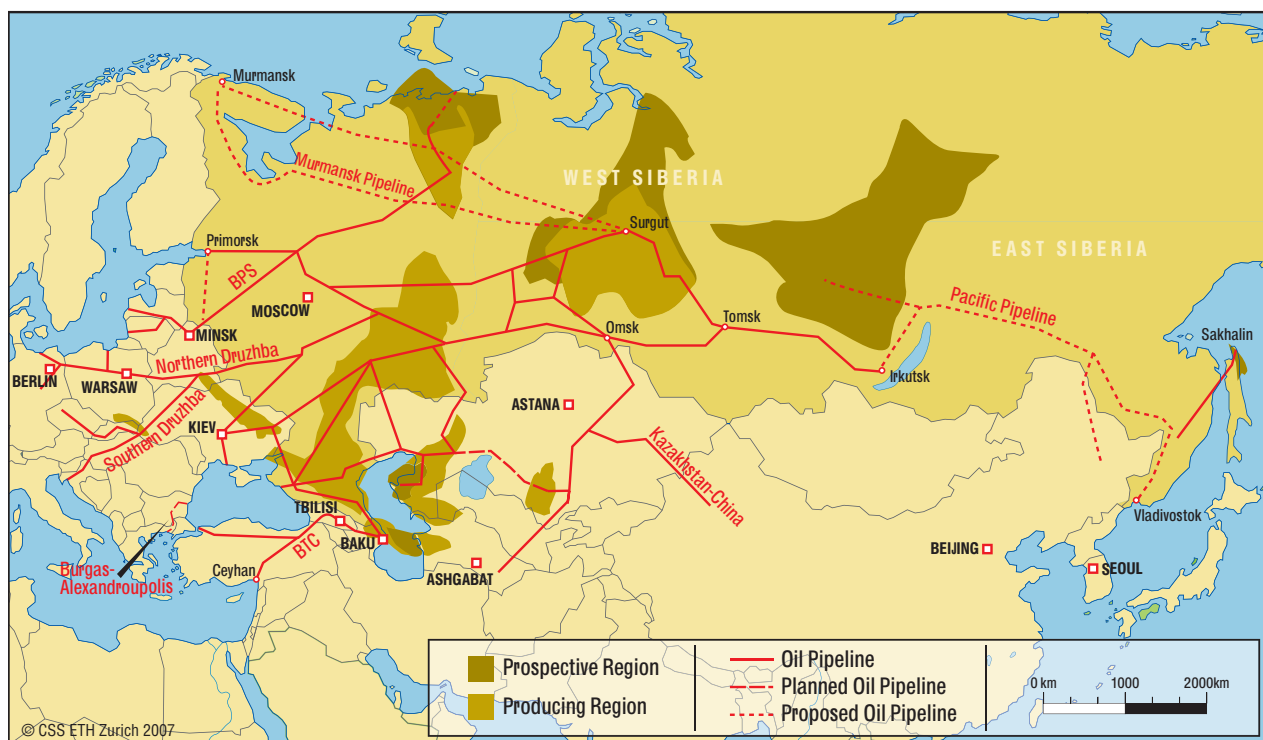 Murmansk
Murmansk Pipeline
WEST SIBERIA
Surgut
EAST SIBERIA
Primorsk
BPS
MOSCOW
MINSK
Northern Druzhba
BERLIN
WARSAW
Southern Druzhba
KIEV
Omsk
Tomsk
Irkutsk
Pacific Pipeline
Sakhalin
ASTANA
Kazakhstan-China
TBILISI
BTC
BAKU
Ceyhan
Burgas-
Alexandroupolis
ASHGABAT
BEIJING
SEOUL
Vladivostok
Prospective Region
Producing Region
Oil Pipeline
Planned Oil Pipeline
Proposed Oil Pipeline
0 km 1000 2000km
© CSS ETH Zurich 2007